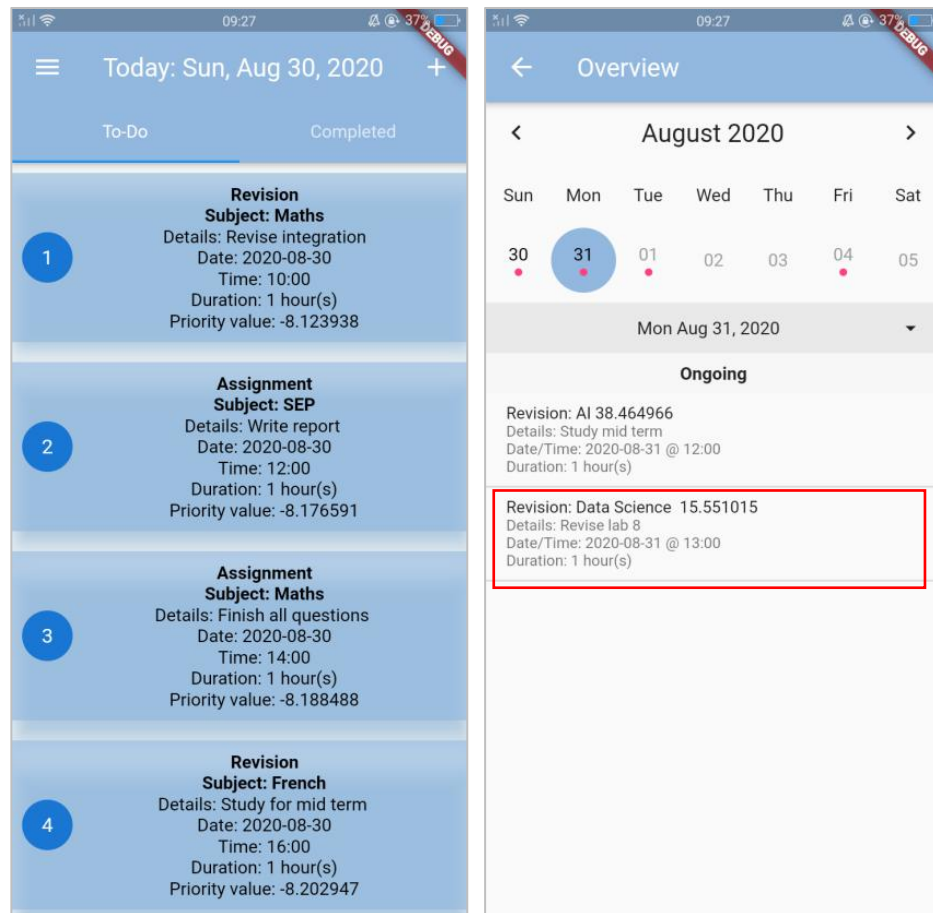 09:27
37%
DEBUG
Today: Sun, Aug 30, 2020
+
To-Do
Completed
1
Revision
Subject: Maths
Details: Revise integration
Date: 2020-08-30
Time: 10:00
Duration: 1 hour(s)
Priority value: -8.123938
2
Assignment
Subject: SEP
Details: Write report
Date: 2020-08-30
Time: 12:00
Duration: 1 hour(s)
Priority value: -8.176591
3
Assignment
Subject: Maths
Details: Finish all questions
Date: 2020-08-30
Time: 14:00
Duration: 1 hour(s)
Priority value: -8.188488
4
Revision
Subject: French
Details: Study for mid term
Date: 2020-08-30
Time: 16:00
Duration: 1 hour(s)
Priority value: -8.202947
09:27
37%
DEBUG
Overview
August 2020
Sun Mon Tue Wed Thu Fri Sat
30 31 01 02 03 04 05
Mon Aug 31, 2020
Ongoing
Revision: AI 38.464966
Details: Study mid term
Date/Time: 2020-08-31 @ 12:00
Duration: 1 hour(s)
Revision: Data Science 15.551015
Details: Revise lab 8
Date/Time: 2020-08-31 @ 13:00
Duration: 1 hour(s)